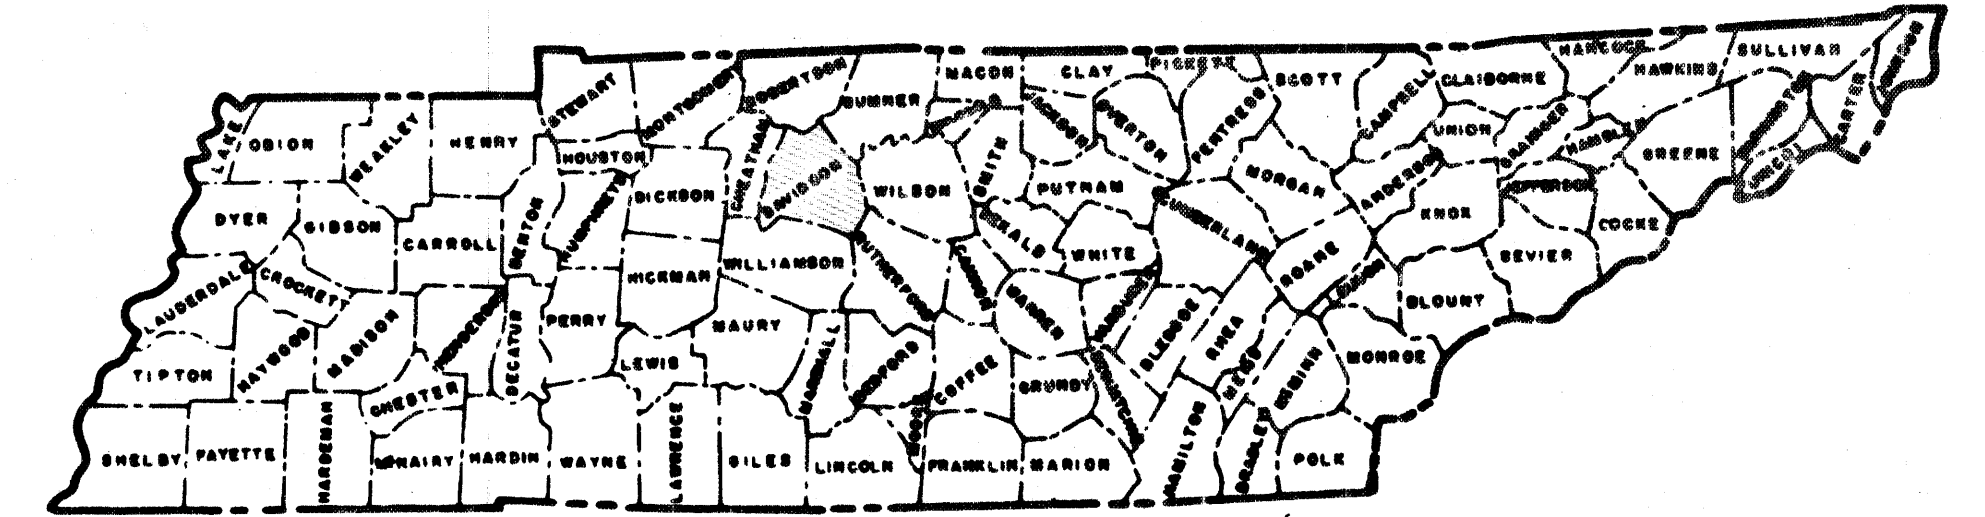 LAKE
OBION
WEAKLEY
HENRY
STEWART
MONTGOMERY
ROBERTSON
SUMNER
MACON
CLAY
PICKETT
SCOTT
CAMPBELL
CLAIBORNE
HANCOCK
HAWKINS
SULLIVAN
JOHNSON
CARTER
WASHINGTON
UNICOI
GREENE
HAMBLEN
GRAINGER
UNION
ANDERSON
MORGAN
FENTRESS
OVERTON
JACKSON
SMITH
WILSON
DAVIDSON
CHEATHAM
DICKSON
HOUSTON
HUMPHREYS
BENTON
CARROLL
GIBSON
DYER
LAUDERDALE
CROCKETT
HAYWOOD
MADISON
HENDERSON
DECATUR
PERRY
HICKMAN
WILLIAMSON
RUTHERFORD
CANNON
DEKALB
PUTNAM
WHITE
CUMBERLAND
ROANE
LOUDON
KNOX
JEFFERSON
COCKE
SEVIER
BLOUNT
MONROE
MCMINN
MEIGS
RHEA
BLEDSOE
VAN BUREN
WARREN
COFFEE
BEDFORD
MARSHALL
MAURY
LEWIS
CHESTER
TIPTON
SHELBY
FAYETTE
HARDEMAN
MCNAIRY
HARDIN
WAYNE
LAWRENCE
GILES
LINCOLN
MOORE
FRANKLIN
GRUNDY
MARION
SEQUATCHIE
HAMILTON
BRADLEY
POLK